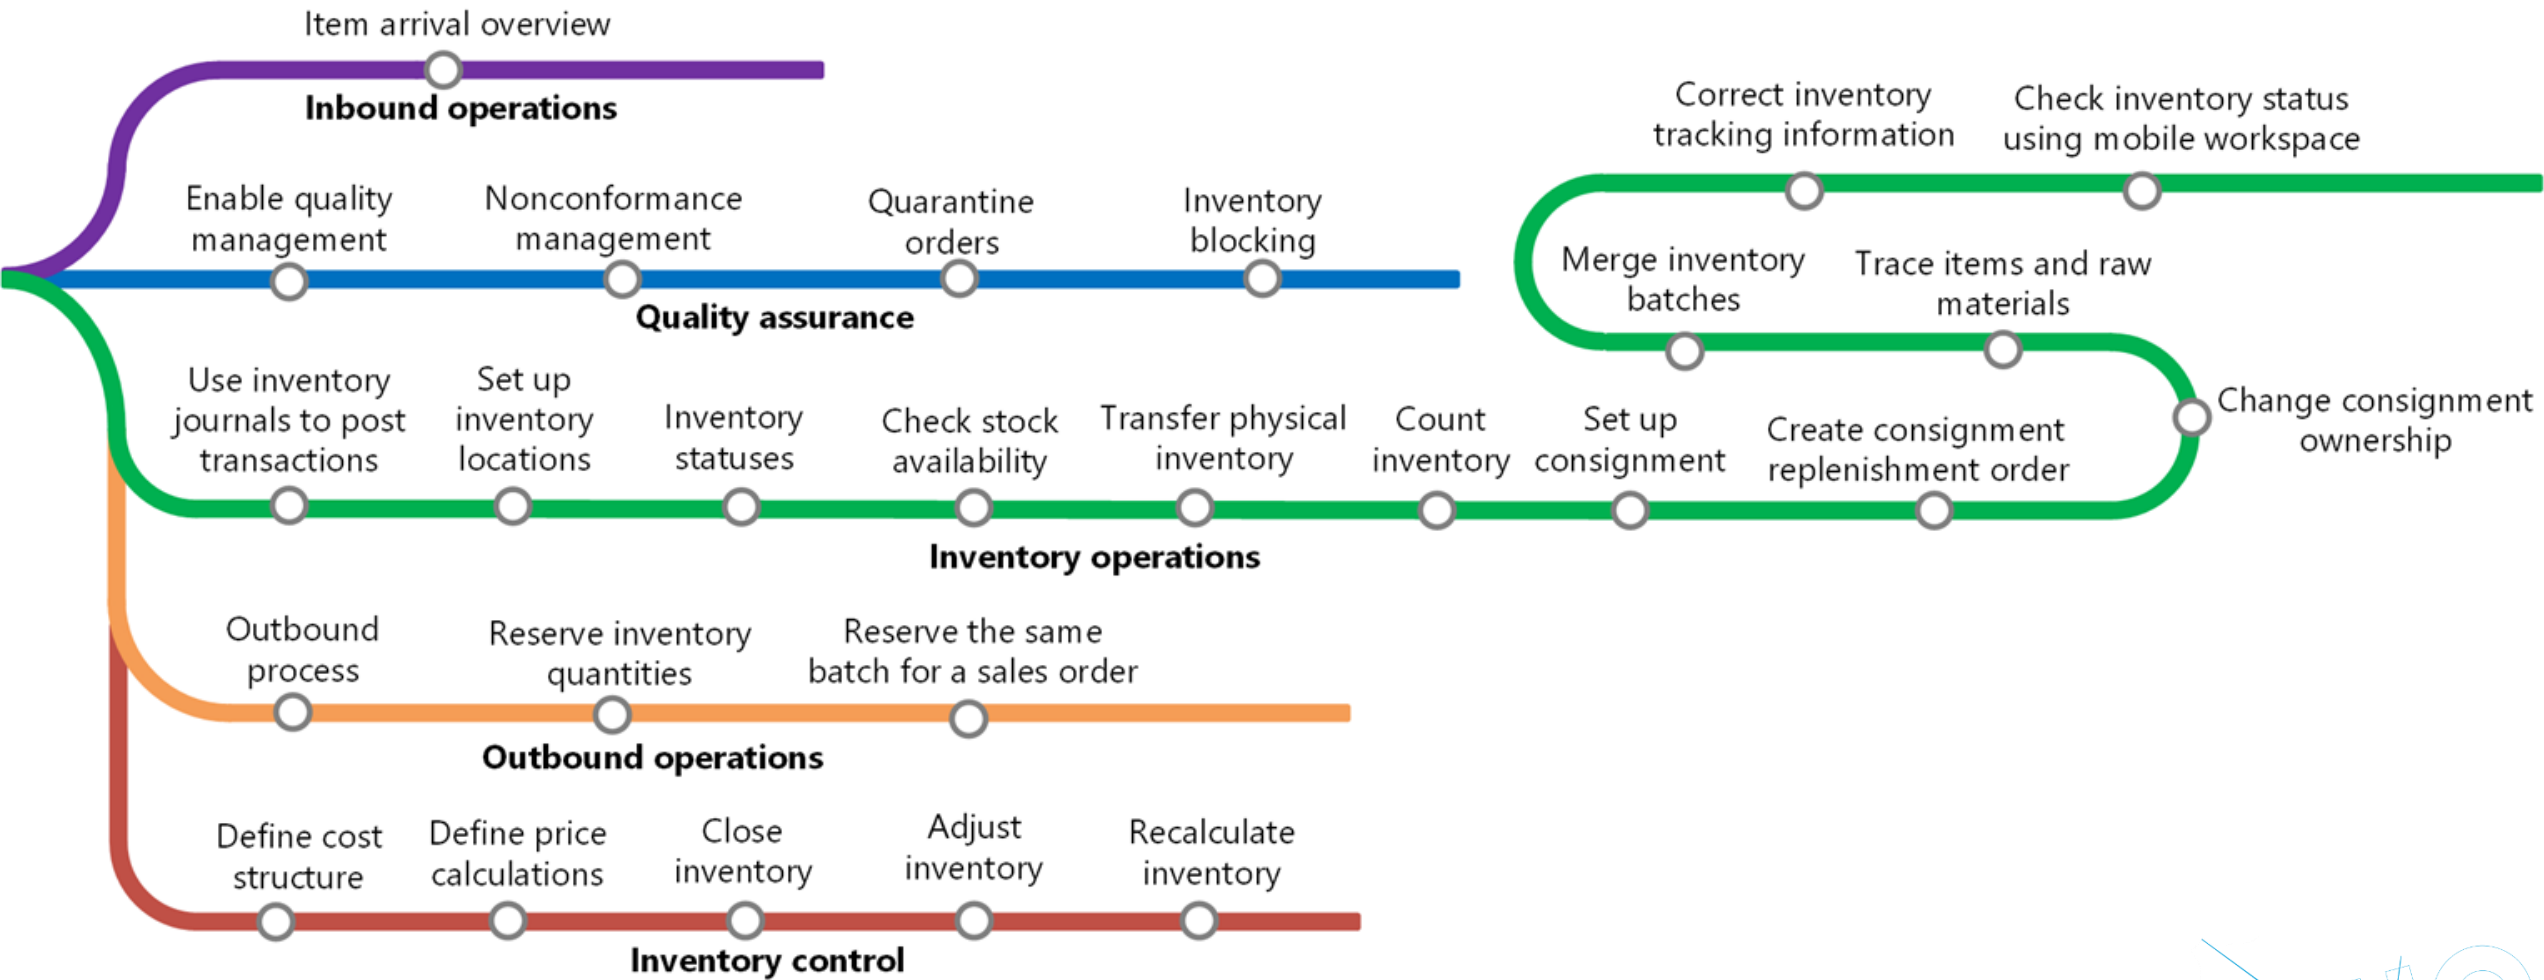 Item arrival overview
Inbound operations
Enable quality
management
Nonconformance
management
Quarantine
orders
Inventory
blocking
Quality assurance
Use inventory
journals to post
transactions
Set up
inventory
locations
Inventory
statuses
Check stock
availability
Transfer physical
inventory
Count
inventory
Set up
consignment
Create consignment
replenishment order
Change consignment
ownership
Trace items and raw
materials
Merge inventory
batches
Correct inventory
tracking information
Check inventory status
using mobile workspace
Inventory operations
Outbound
process
Reserve inventory
quantities
Reserve the same
batch for a sales order
Outbound operations
Define cost
structure
Define price
calculations
Close
inventory
Adjust
inventory
Recalculate
inventory
Inventory control